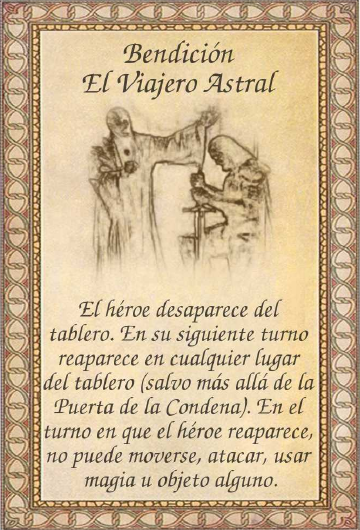 Bendición
El Viajero Astral
El héroe desaparece del
tablero. En su siguiente turno
reaparece en cualquier lugar
del tablero (salvo más allá de la
Puerta de la Condena). En el
turno en que el héroe reaparece,
no puede moverse, atacar, usar
magia u objeto alguno.